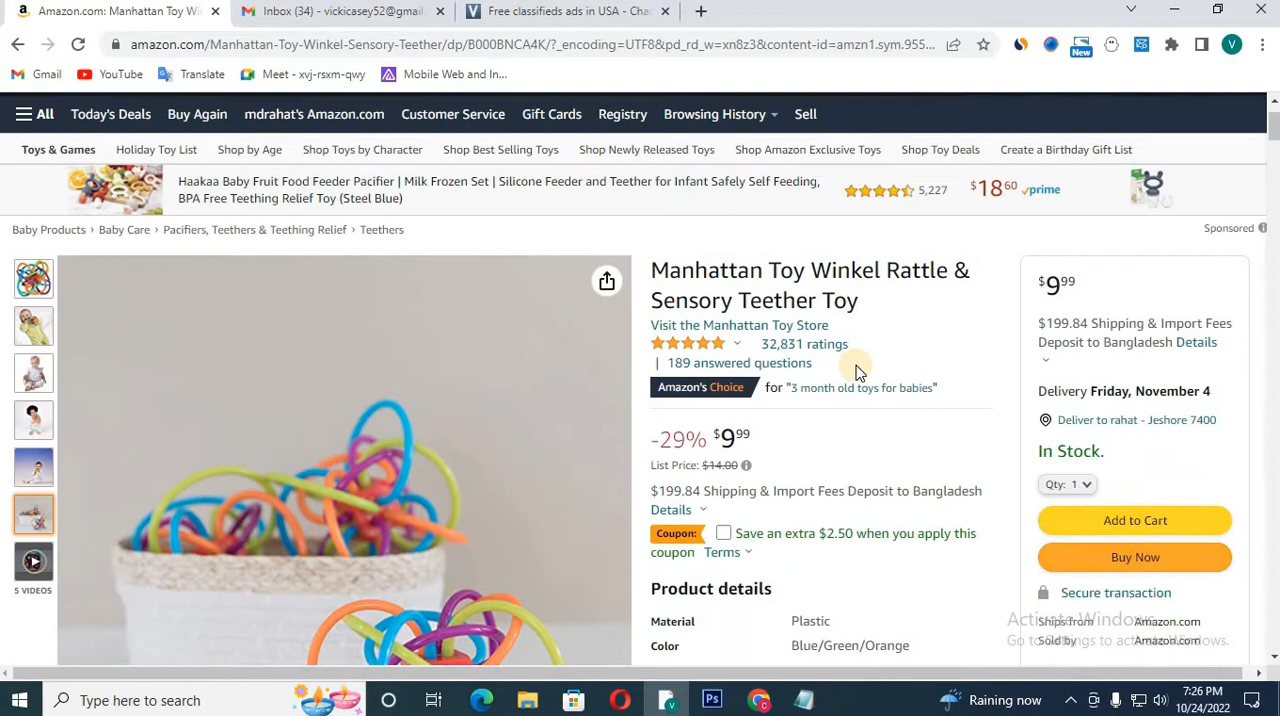 Amazon.com: Manhattan Toy Win
Inbox (34) - vickicasey52@gmail.
Free classifieds ads in USA - Cha
amazon.com/Manhattan-Toy-Winkel-Sensory-Teether/dp/B000BNCA4K/?_encoding=UTF8&pd_rd_w=xn8z3&content-id=amzn1.sym.955...
New
V
Gmail
YouTube
Translate
Meet - xvj-rsxm-qwy
Mobile Web and In...
All
Today's Deals
Buy Again
mdrahat's Amazon.com
Customer Service
Gift Cards
Registry
Browsing History
Sell
Toys & Games
Holiday Toy List
Shop by Age
Shop Toys by Character
Shop Best Selling Toys
Shop Newly Released Toys
Shop Amazon Exclusive Toys
Shop Toy Deals
Create a Birthday Gift List
Haakaa Baby Fruit Food Feeder Pacifier | Milk Frozen Set | Silicone Feeder and Teether for Infant Safely Self Feeding,
BPA Free Teething Relief Toy (Steel Blue)
5,227
$18 60 prime
Baby Products › Baby Care › Pacifiers, Teethers & Teething Relief › Teethers
Sponsored
5 VIDEOS
Manhattan Toy Winkel Rattle &
Sensory Teether Toy
Visit the Manhattan Toy Store
32,831 ratings
| 189 answered questions
Amazon's Choice for "3 month old toys for babies"
-29% $9 99
List Price: $14.00
$199.84 Shipping & Import Fees Deposit to Bangladesh
Details
Coupon: Save an extra $2.50 when you apply this
coupon Terms
Product details
Material Plastic
Color Blue/Green/Orange
$9 99
$199.84 Shipping & Import Fees
Deposit to Bangladesh Details
Delivery Friday, November 4
Deliver to rahat - Jeshore 7400
In Stock.
Qty: 1
Add to Cart
Buy Now
Secure transaction
Ships from Amazon.com
Sold by Amazon.com
Activate Windows
Go to Settings to activate Windows.
Type here to search
Ps
Raining now
7:26 PM
10/24/2022